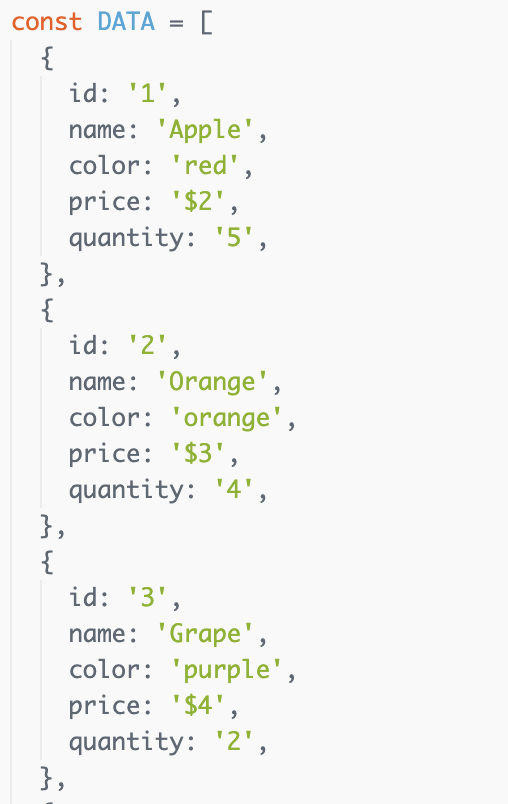 const DATA = [
{
id: '1',
name: 'Apple',
color: 'red',
price: '$2',
quantity: '5',
},
{
id: '2',
name: 'Orange',
color: 'orange',
price: '$3',
quantity: '4',
},
{
id: '3',
name: 'Grape',
color: 'purple',
price: '$4',
quantity: '2',
},